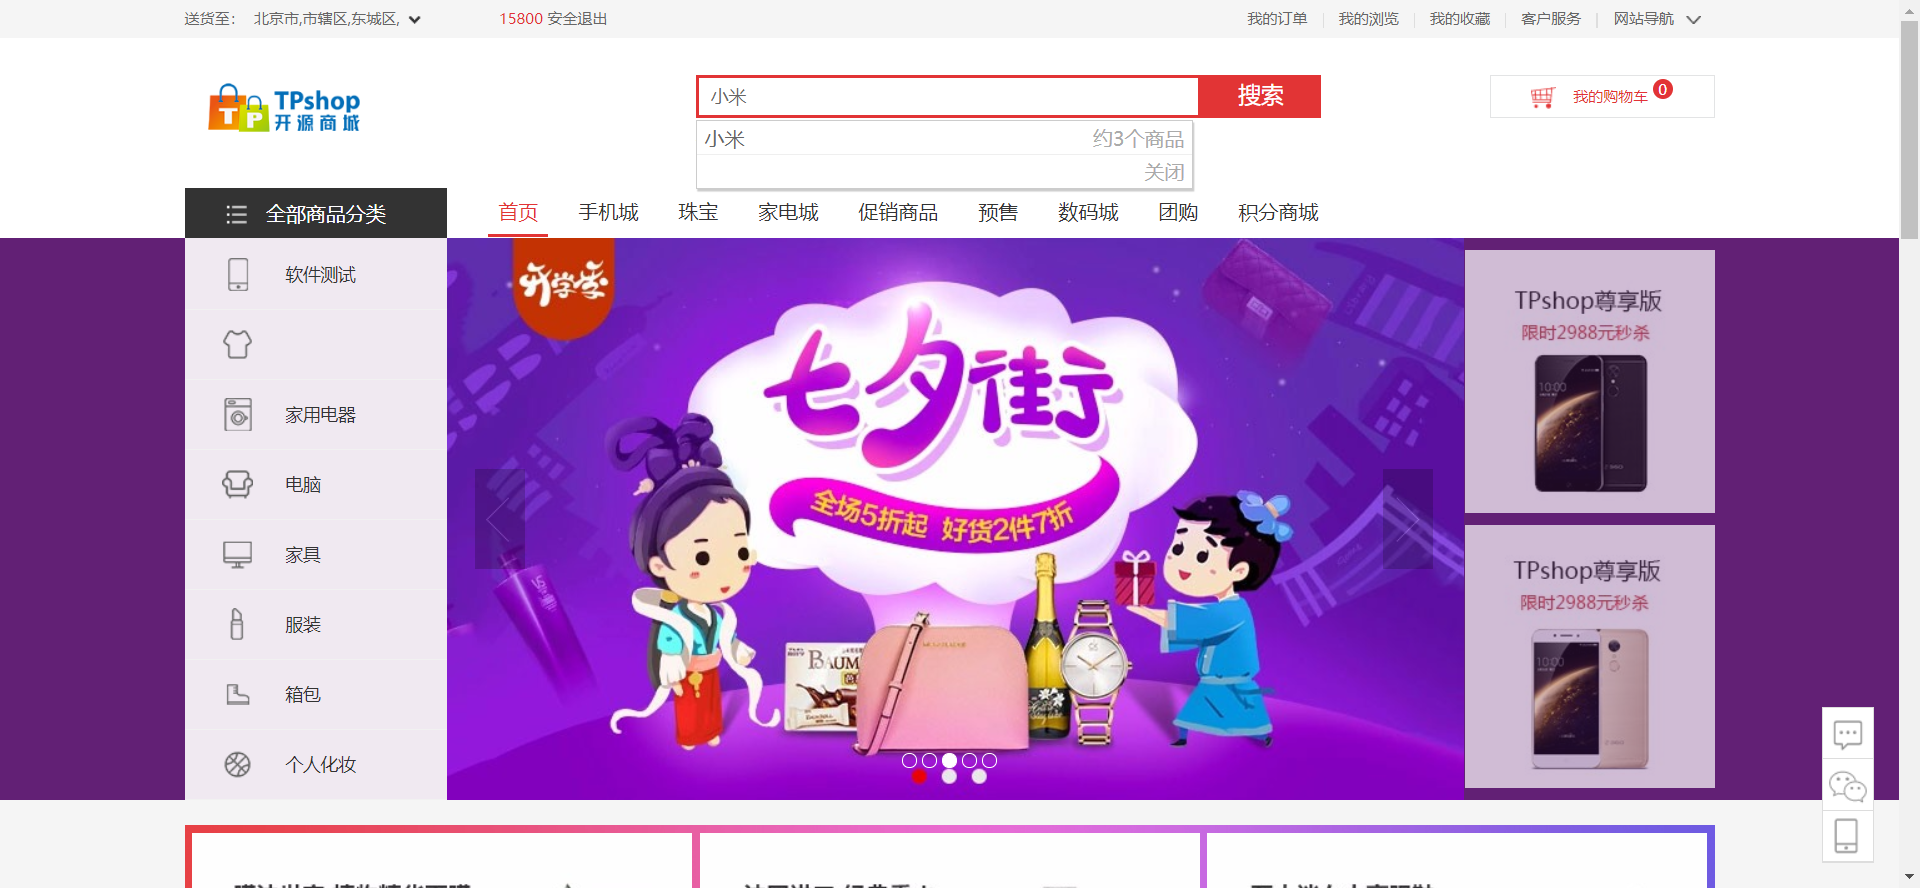 送货至： 北京市,市辖区,东城区, 15800 安全退出 我的订单 我的浏览 我的收藏 客户服务 网站导航
TPshop
开源商城
小米 搜索 我的购物车 0
小米 约3个商品
关闭
全部商品分类 首页 手机城 珠宝 家电城 促销商品 预售 数码城 团购 积分商城
软件测试
家用电器
电脑
家具
服装
箱包
个人化妆
开学季
七夕街
全场5折起 好货2件7折
TPshop尊享版
限时2988元秒杀
TPshop尊享版
限时2988元秒杀